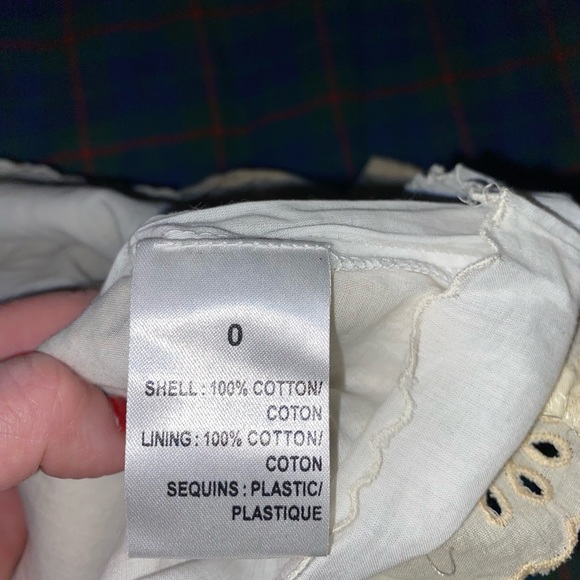 0
SHELL : 100% COTTON/
COTON
LINING : 100% COTTON/
COTON
SEQUINS : PLASTIC/
PLASTIQUE